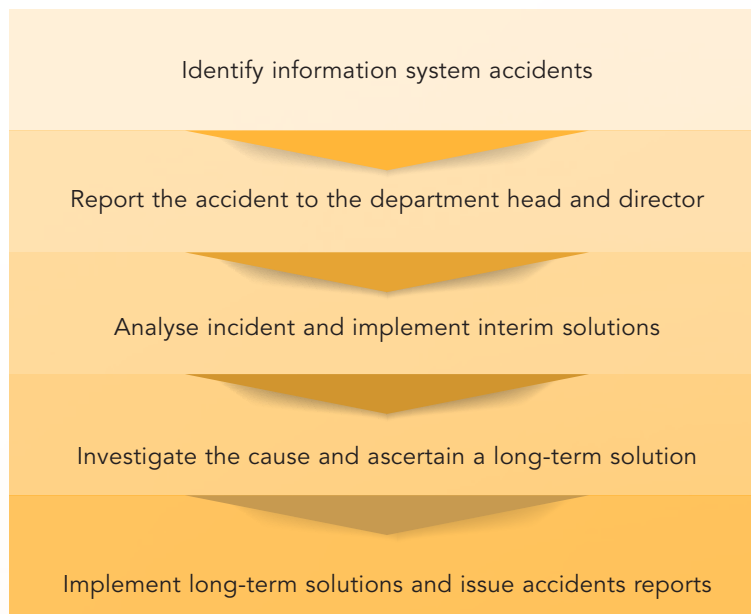 Identify information system accidents
Report the accident to the department head and director
Analyse incident and implement interim solutions
Investigate the cause and ascertain a long-term solution
Implement long-term solutions and issue accidents reports